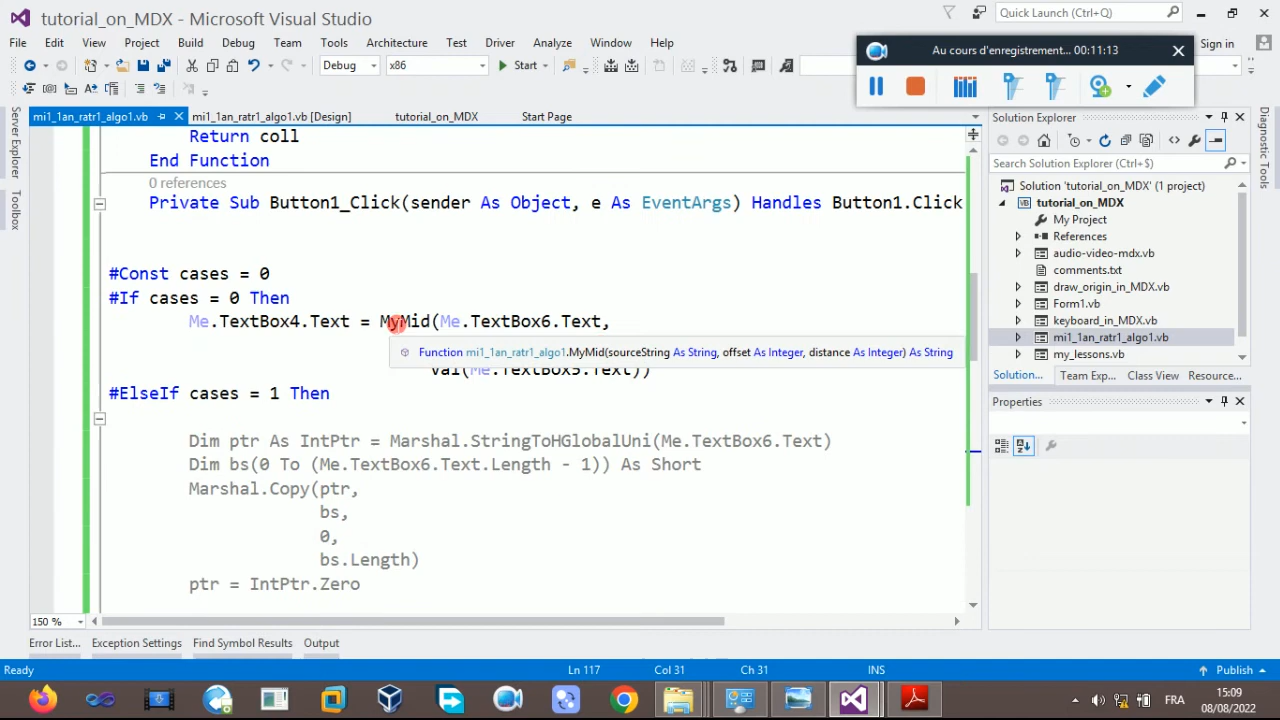 tutorial_on_MDX - Microsoft Visual Studio
Quick Launch (Ctrl+Q)
File Edit View Project Build Debug Team Tools Architecture Test Driver Analyze Window Help
Sign in
Au cours d'enregistrement... 00:11:13
Debug x86 Start
mi1_1an_ratr1_algo1.vb mi1_1an_ratr1_algo1.vb [Design] tutorial_on_MDX Start Page
Server Explorer
Toolbox
Return coll
End Function
0 references
Private Sub Button1_Click(sender As Object, e As EventArgs) Handles Button1.Click
#Const cases = 0
#If cases = 0 Then
Me.TextBox4.Text = MyMid(Me.TextBox6.Text,
Function mi1_1an_ratr1_algo1.MyMid(sourceString As String, offset As Integer, distance As Integer) As String
Val(Me.TextBox5.Text))
#ElseIf cases = 1 Then
Dim ptr As IntPtr = Marshal.StringToHGlobalUni(Me.TextBox6.Text)
Dim bs(0 To (Me.TextBox6.Text.Length - 1)) As Short
Marshal.Copy(ptr,
bs,
0,
bs.Length)
ptr = IntPtr.Zero
150 %
Solution Explorer
Search Solution Explorer (Ctrl+$)
Solution 'tutorial_on_MDX' (1 project)
tutorial_on_MDX
My Project
References
audio-video-mdx.vb
comments.txt
draw_origin_in_MDX.vb
Form1.vb
keyboard_in_MDX.vb
mi1_1an_ratr1_algo1.vb
my_lessons.vb
Solution... Team Exp... Class View Resource...
Properties
Diagnostic Tools
Error List... Exception Settings Find Symbol Results Output
Ready Ln 117 Col 31 Ch 31 INS Publish
FRA
15:09
08/08/2022